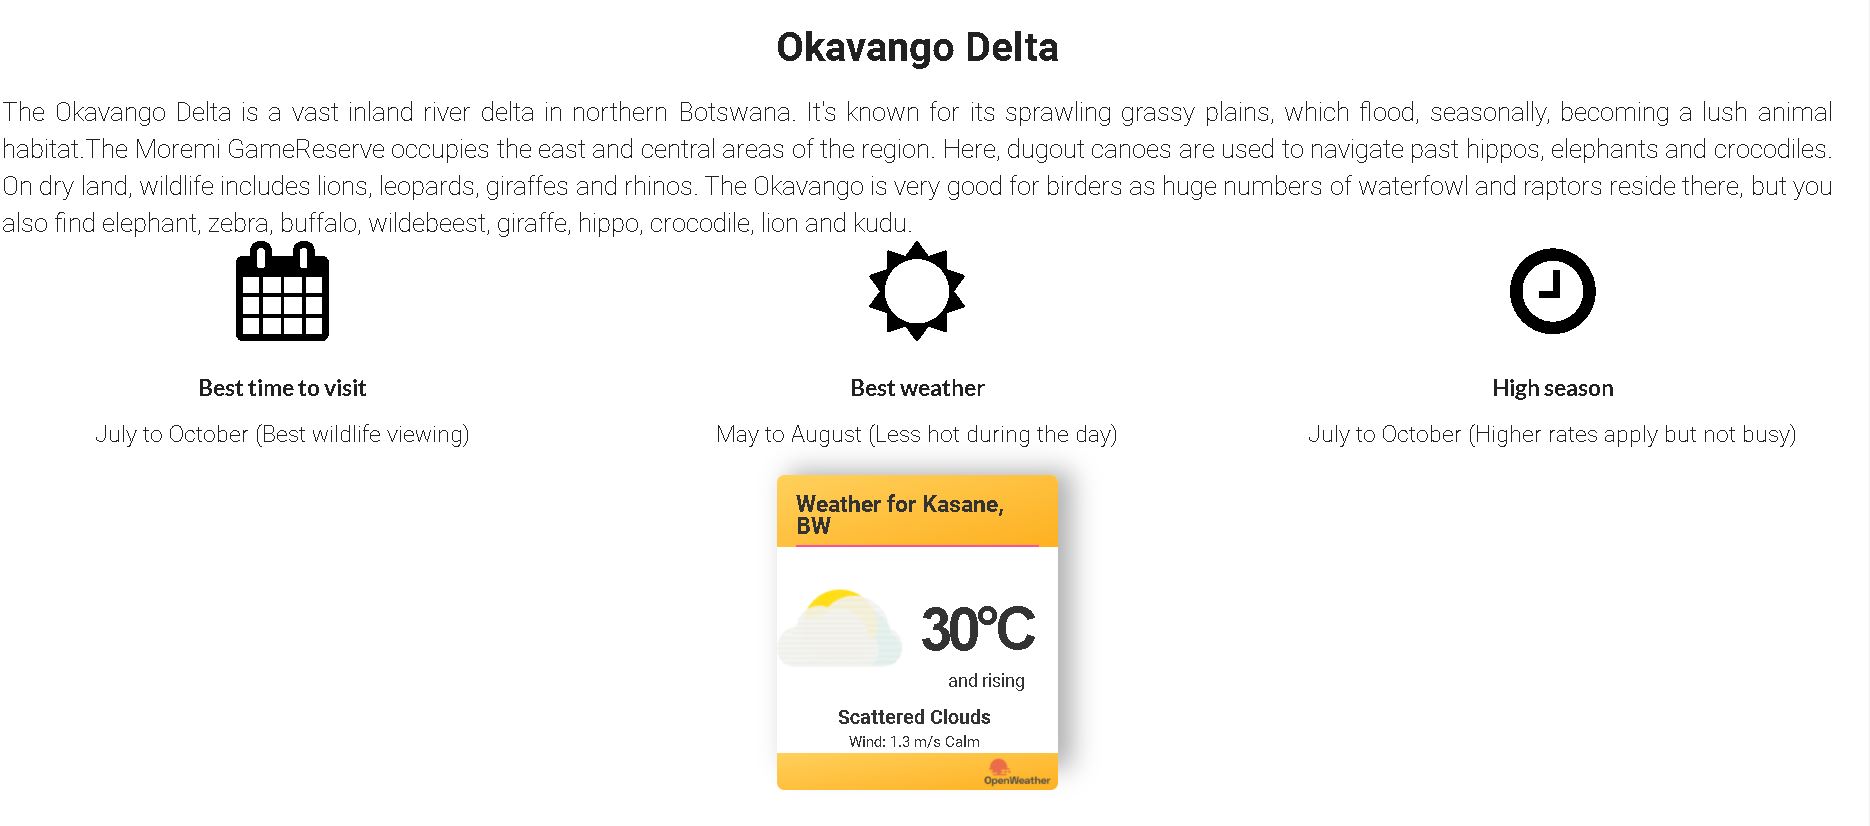 Okavango Delta
The Okavango Delta is a vast inland river delta in northern Botswana. It's known for its sprawling grassy plains, which flood, seasonally, becoming a lush animal
habitat.The Moremi GameReserve occupies the east and central areas of the region. Here, dugout canoes are used to navigate past hippos, elephants and crocodiles.
On dry land, wildlife includes lions, leopards, giraffes and rhinos. The Okavango is very good for birders as huge numbers of waterfowl and raptors reside there, but you
also find elephant, zebra, buffalo, wildebeest, giraffe, hippo, crocodile, lion and kudu.
Best time to visit
July to October (Best wildlife viewing)
Best weather
May to August (Less hot during the day)
High season
July to October (Higher rates apply but not busy)
Weather for Kasane,
BW
30°C
and rising
Scattered Clouds
Wind: 1.3 m/s Calm
OpenWeather